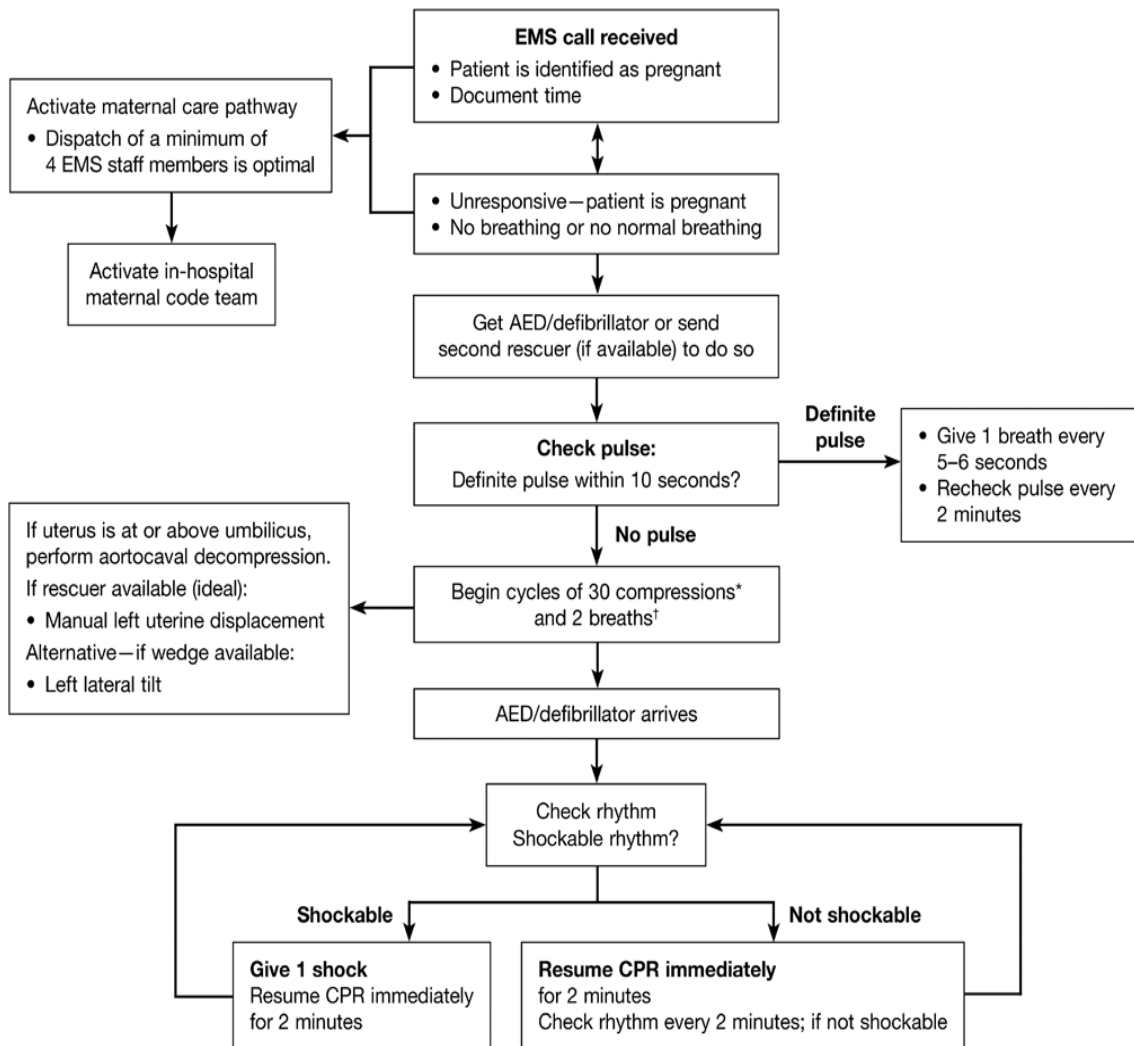 EMS call received
• Patient is identified as pregnant
• Document time
Activate maternal care pathway
• Dispatch of a minimum of
4 EMS staff members is optimal
• Unresponsive—patient is pregnant
• No breathing or no normal breathing
Activate in-hospital
maternal code team
Get AED/defibrillator or send
second rescuer (if available) to do so
Check pulse:
Definite pulse within 10 seconds?
Definite
pulse
• Give 1 breath every
5–6 seconds
• Recheck pulse every
2 minutes
No pulse
If uterus is at or above umbilicus,
perform aortocaval decompression.
If rescuer available (ideal):
• Manual left uterine displacement
Alternative—if wedge available:
• Left lateral tilt
Begin cycles of 30 compressions*
and 2 breaths†
AED/defibrillator arrives
Check rhythm
Shockable rhythm?
Shockable
Not shockable
Give 1 shock
Resume CPR immediately
for 2 minutes
Resume CPR immediately
for 2 minutes
Check rhythm every 2 minutes; if not shockable